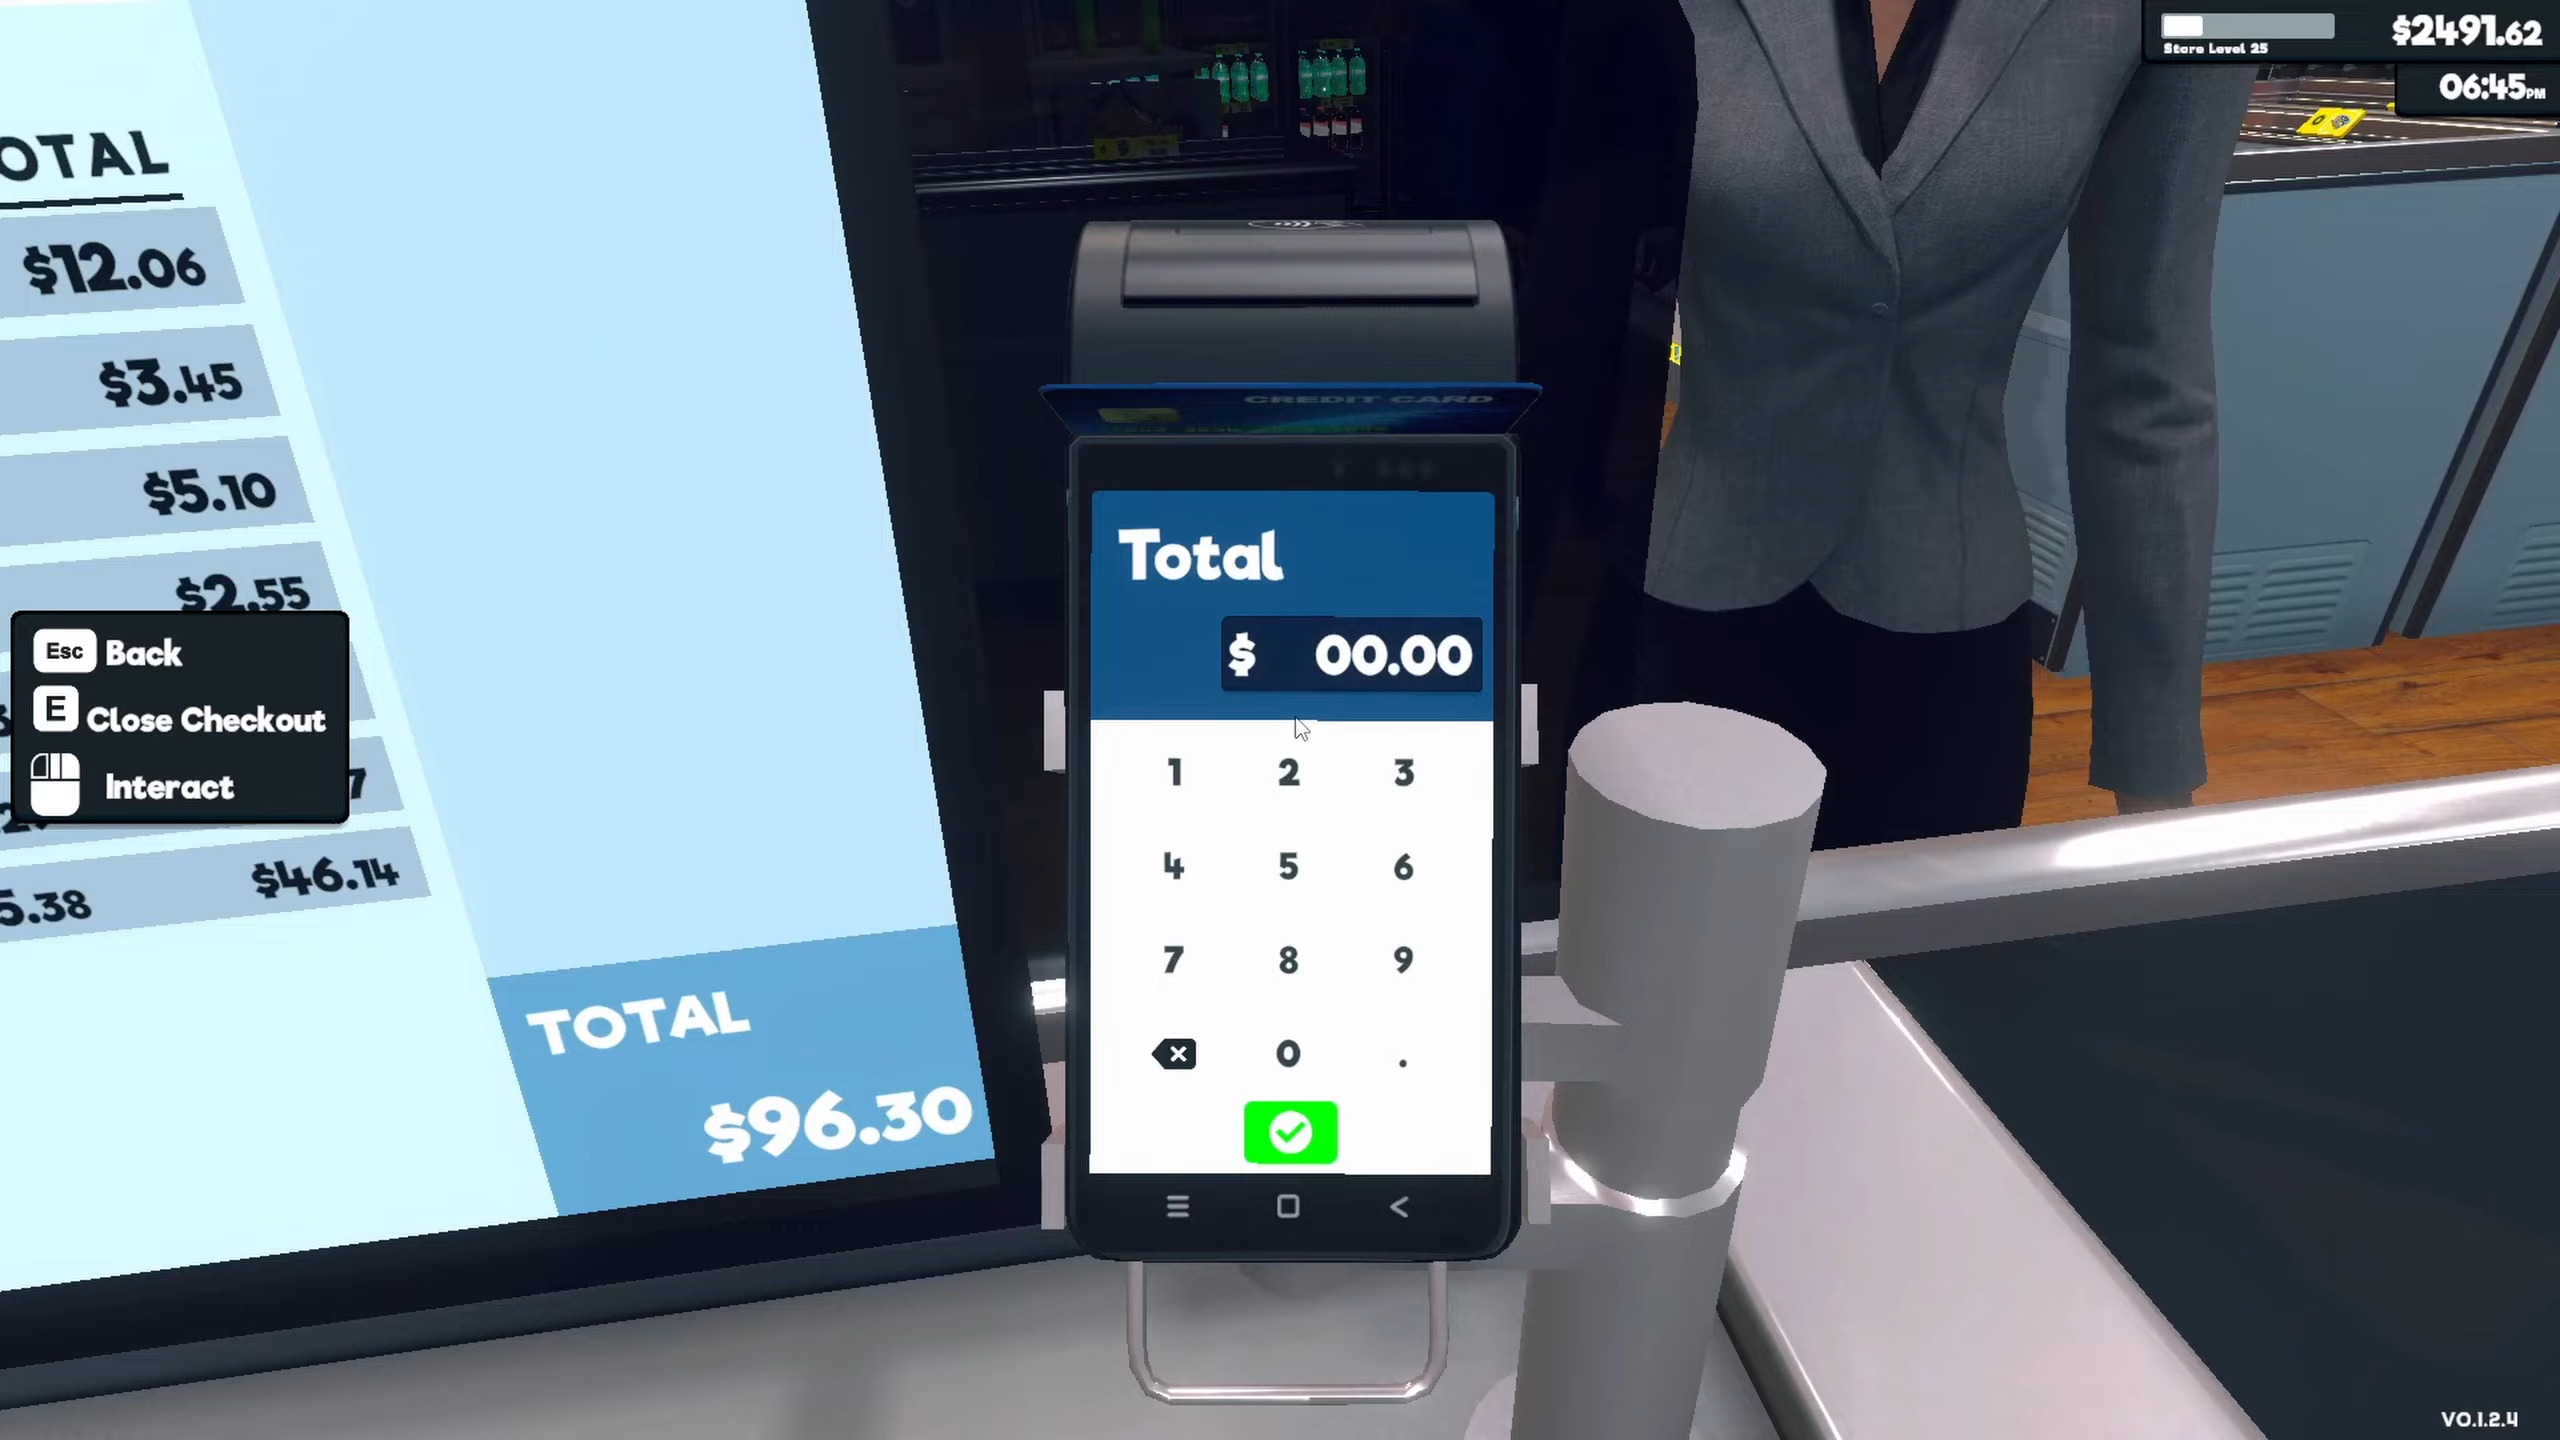 OTAL
$12.06
$3.45
$5.10
$2.55
7
5.38 $46.14
TOTAL
$96.30
Esc Back
E Close Checkout
Interact
CREDIT CARD
Total
$ 00.00
1 2 3
4 5 6
7 8 9
0 .
Store Level 25
$2491.62
06:45PM
V0.1.2.4